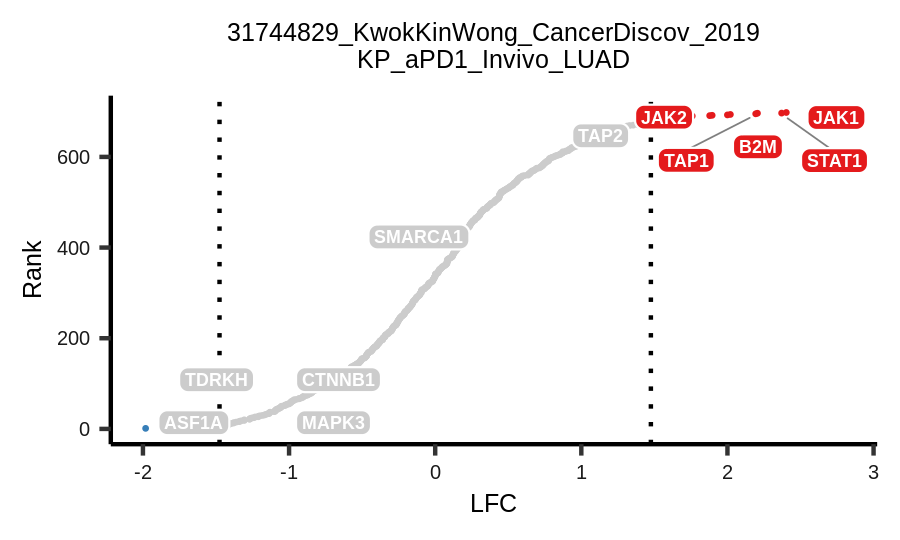 31744829_KwokKinWong_CancerDiscov_2019
KP_aPD1_Invivo_LUAD
Rank
600
400
200
0
JAK2
JAK1
TAP2
B2M
TAP1
STAT1
SMARCA1
TDRKH
CTNNB1
ASF1A
MAPK3
-2 -1 0 1 2 3
LFC